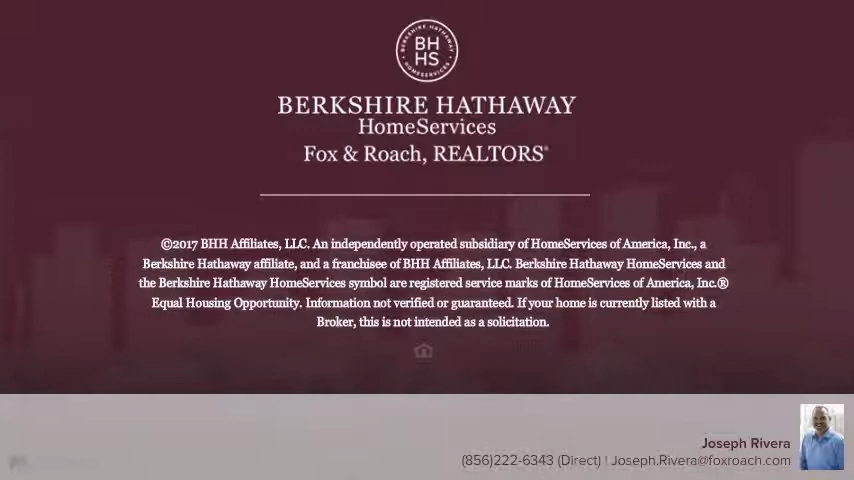 BERKSHIRE HATHAWAY
HOMESERVICES
BH
HS
BERKSHIRE HATHAWAY
HomeServices
Fox & Roach, REALTORS®
©2017 BHH Affiliates, LLC. An independently operated subsidiary of HomeServices of America, Inc., a
Berkshire Hathaway affiliate, and a franchisee of BHH Affiliates, LLC. Berkshire Hathaway HomeServices and
the Berkshire Hathaway HomeServices symbol are registered service marks of HomeServices of America, Inc.®
Equal Housing Opportunity. Information not verified or guaranteed. If your home is currently listed with a
Broker, this is not intended as a solicitation.
Joseph Rivera
(856)222-6343 (Direct) | Joseph.Rivera@foxroach.com